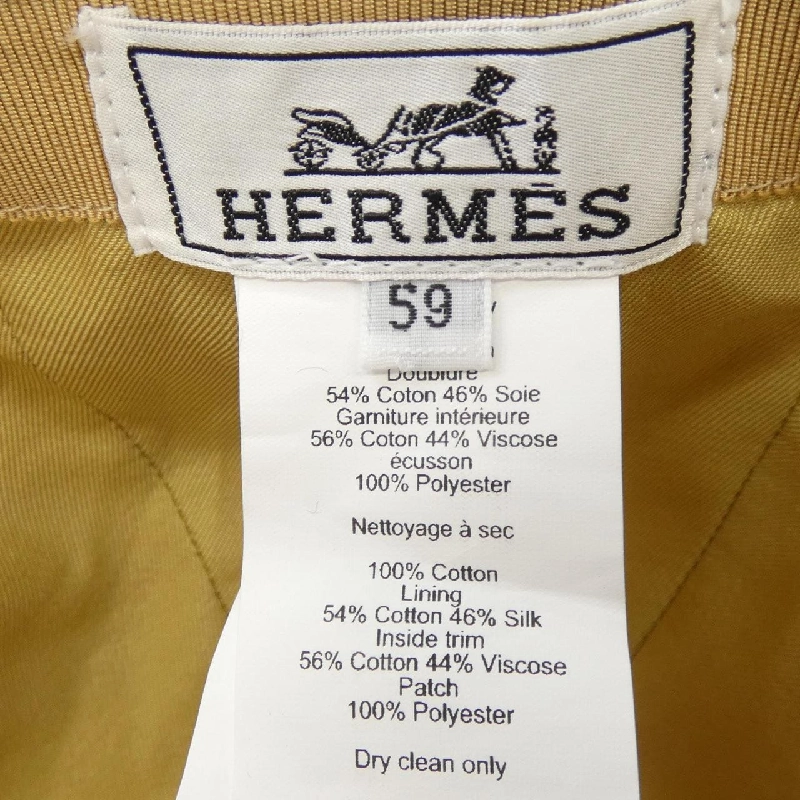 HERMÈS
59
Doublure
54% Coton 46% Soie
Garniture intérieure
56% Coton 44% Viscose
écusson
100% Polyester
Nettoyage à sec
100% Cotton
Lining
54% Cotton 46% Silk
Inside trim
56% Cotton 44% Viscose
Patch
100% Polyester
Dry clean only